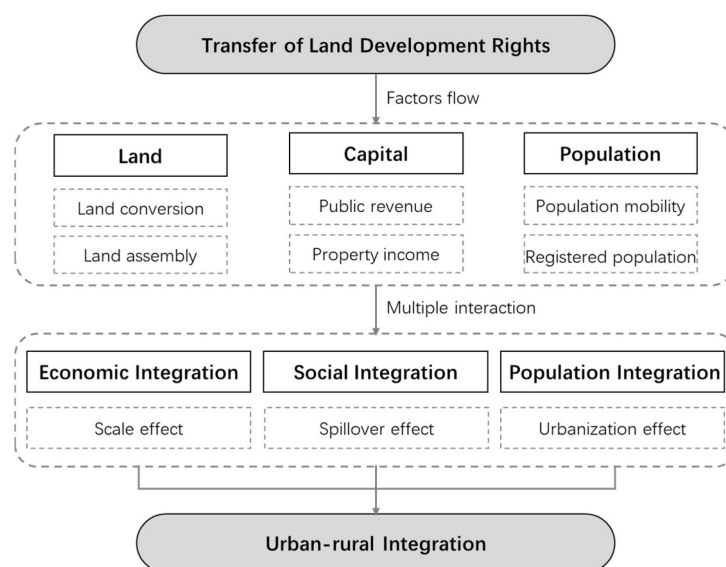 Transfer of Land Development Rights
Factors flow
Land
Capital
Population
Land conversion
Public revenue
Population mobility
Land assembly
Property income
Registered population
Multiple interaction
Economic Integration
Social Integration
Population Integration
Scale effect
Spillover effect
Urbanization effect
Urban-rural Integration